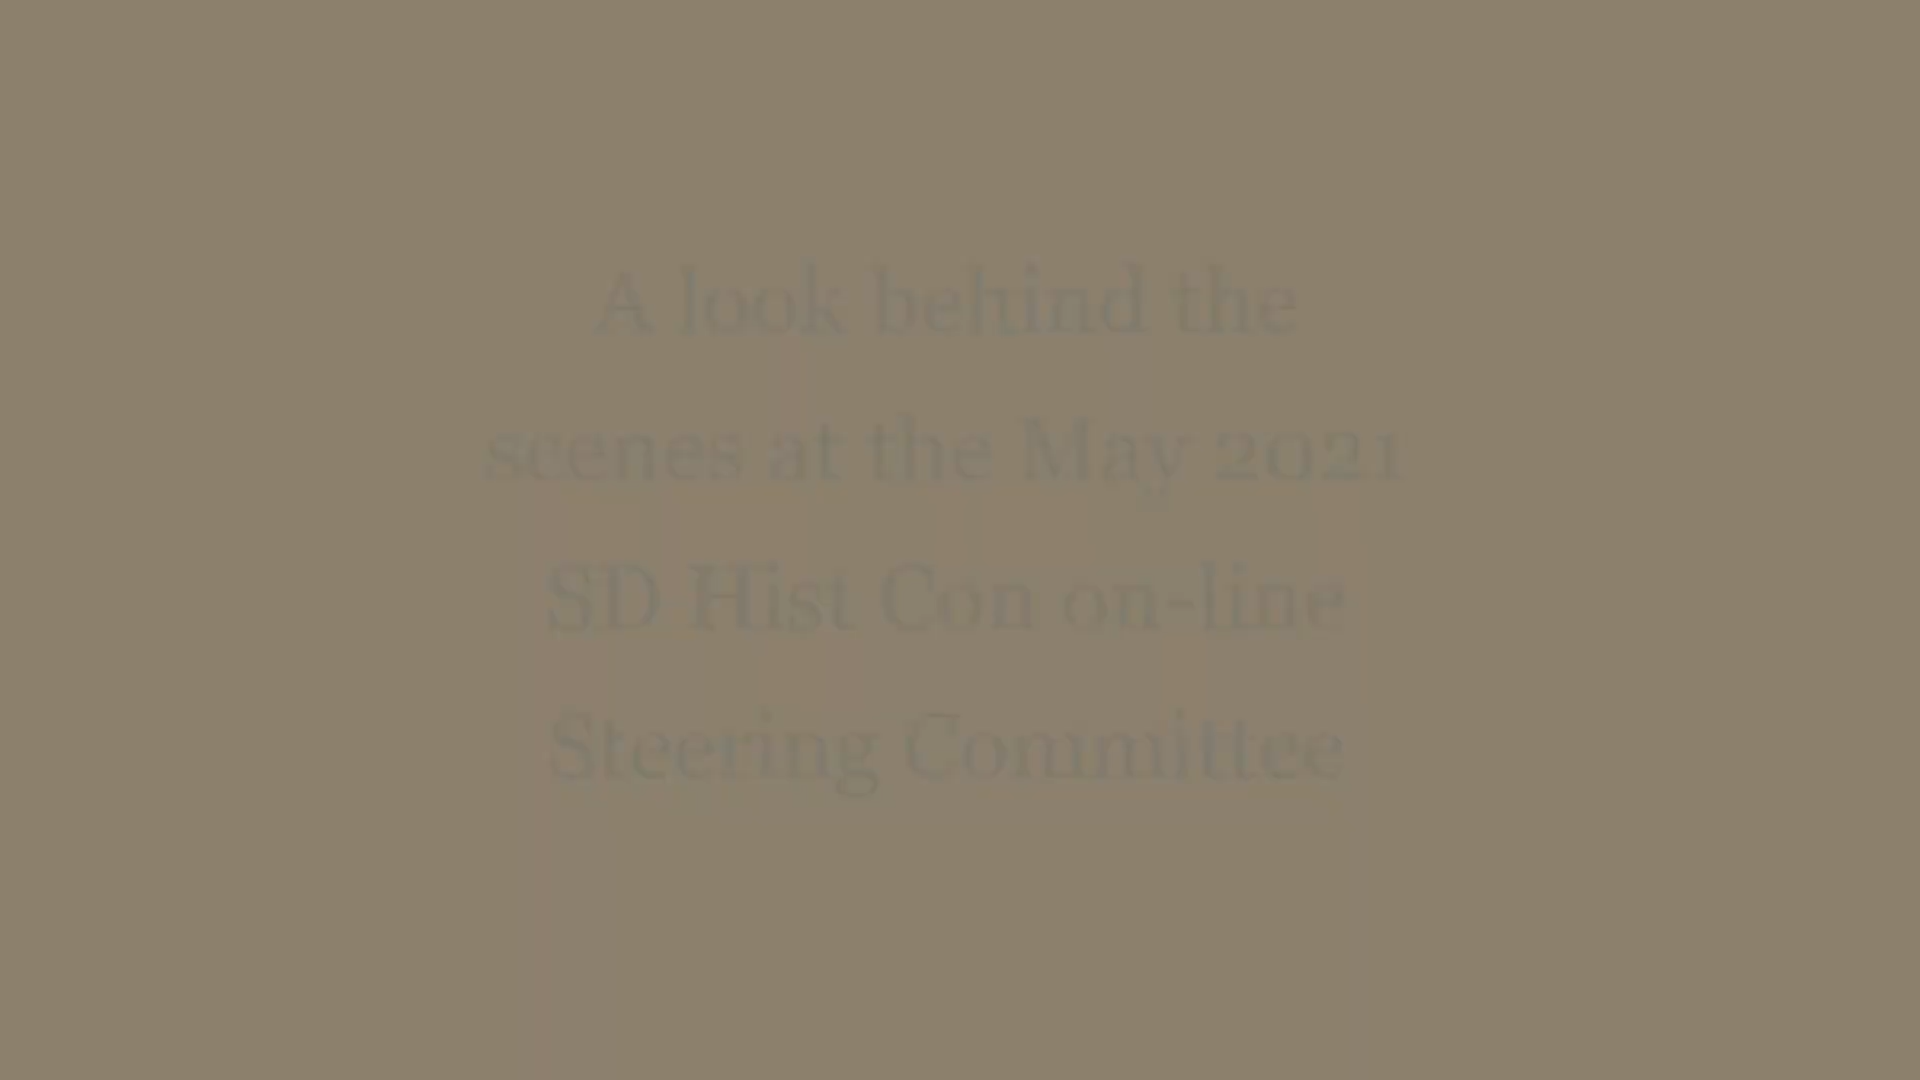 A look behind the
scenes at the May 2021
SD Hist Con on-line
Steering Committee